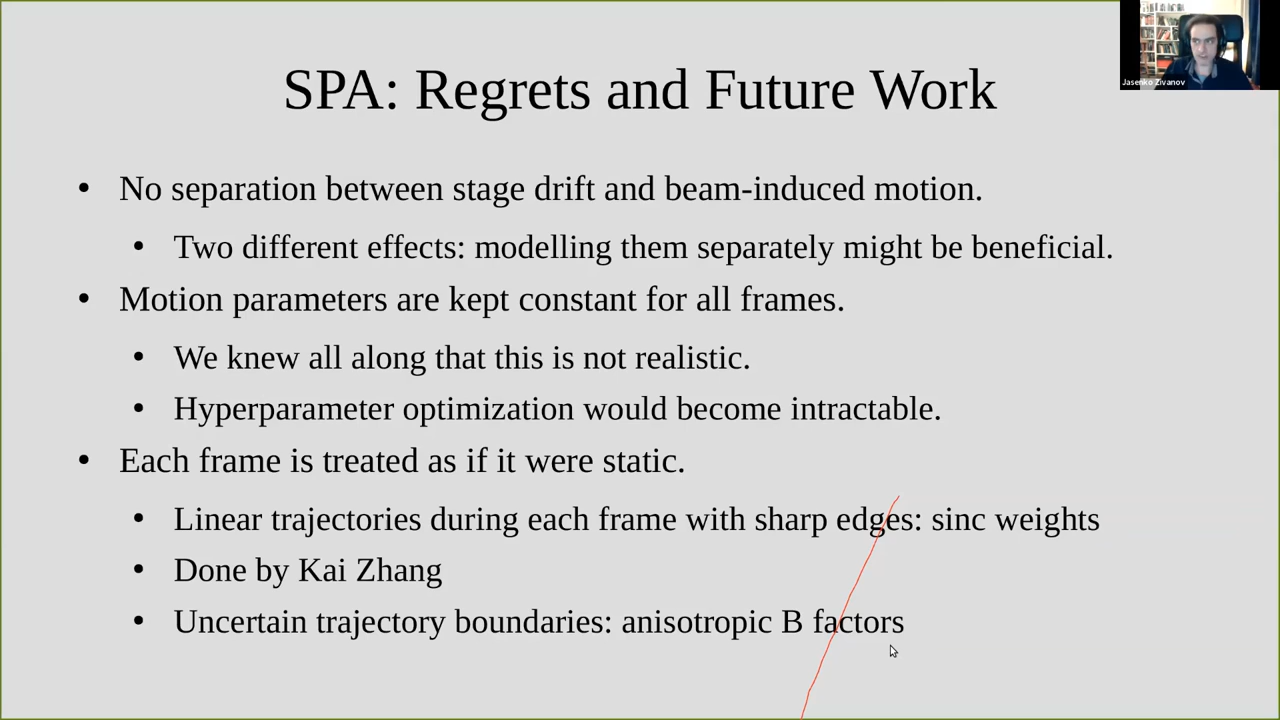 Jasenko Zivanov
SPA: Regrets and Future Work
• No separation between stage drift and beam-induced motion.
• Two different effects: modelling them separately might be beneficial.
• Motion parameters are kept constant for all frames.
• We knew all along that this is not realistic.
• Hyperparameter optimization would become intractable.
• Each frame is treated as if it were static.
• Linear trajectories during each frame with sharp edges: sinc weights
• Done by Kai Zhang
• Uncertain trajectory boundaries: anisotropic B factors